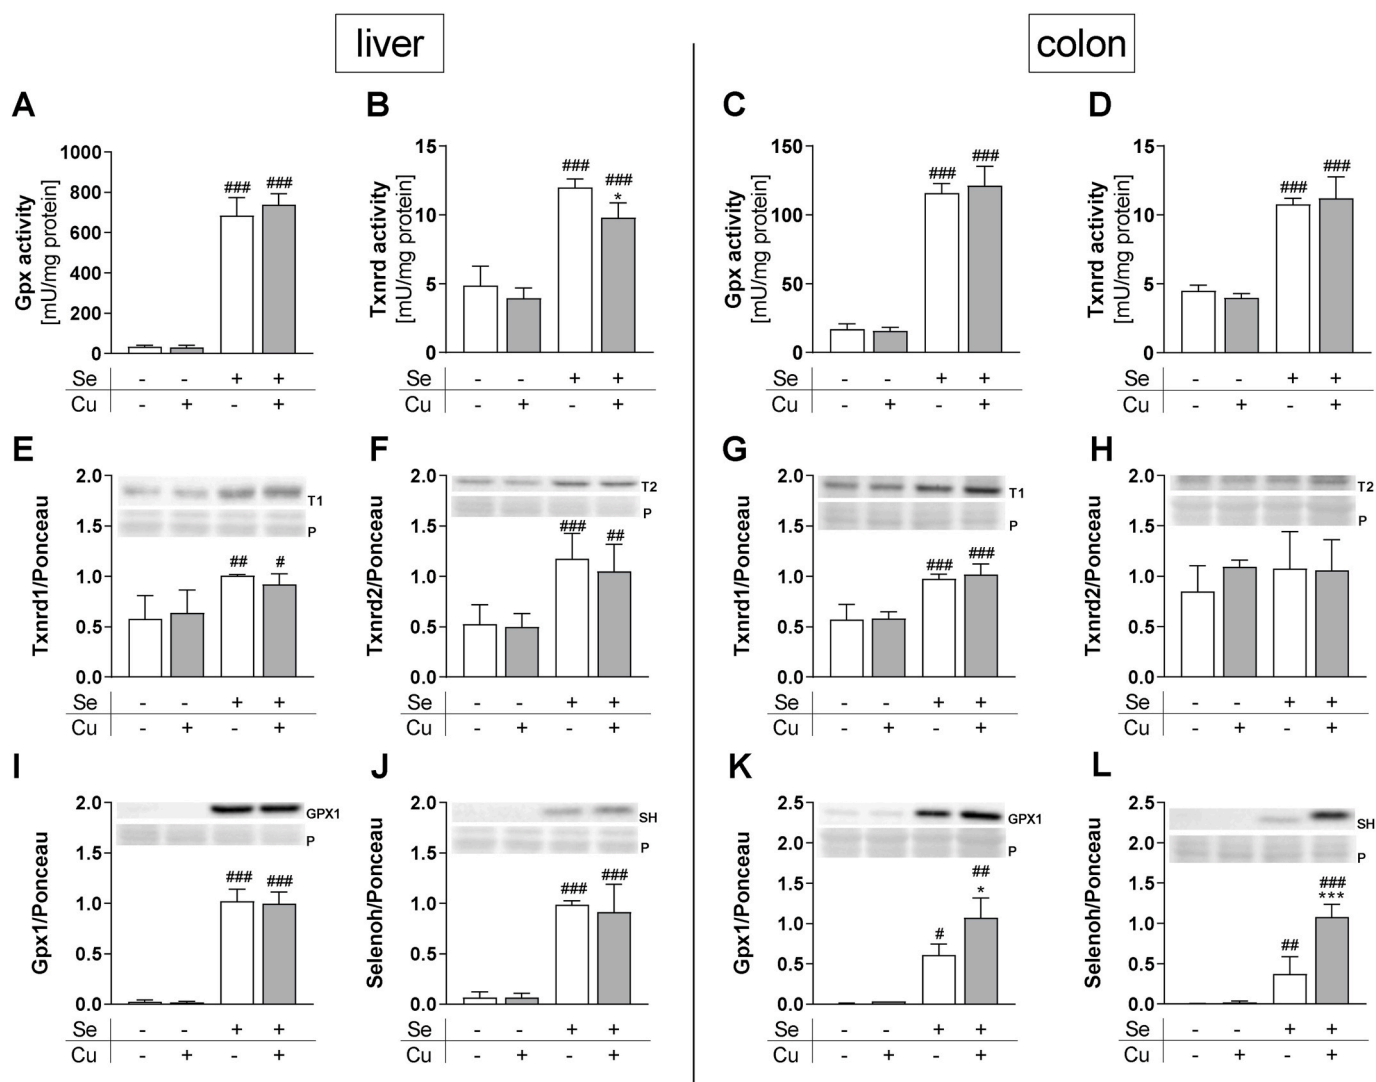 liver
colon
A
B
C
D
Gpx activity
[mU/mg protein]
1000
800
600
400
200
0
###
###
Se - - + +
Cu - + - +
Txnrd activity
[mU/mg protein]
15
10
5
0
###
###
*
Se - - + +
Cu - + - +
Gpx activity
[mU/mg protein]
150
100
50
0
###
###
Se - - + +
Cu - + - +
Txnrd activity
[mU/mg protein]
15
10
5
0
###
###
Se - - + +
Cu - + - +
E
F
G
H
Txnrd1/Ponceau
2.0
1.5
1.0
0.5
0.0
T1
P
##
#
Se - - + +
Cu - + - +
Txnrd2/Ponceau
2.0
1.5
1.0
0.5
0.0
T2
P
###
##
Se - - + +
Cu - + - +
Txnrd1/Ponceau
2.0
1.5
1.0
0.5
0.0
T1
P
###
###
Se - - + +
Cu - + - +
Txnrd2/Ponceau
2.0
1.5
1.0
0.5
0.0
T2
P
Se - - + +
Cu - + - +
I
J
K
L
Gpx1/Ponceau
2.0
1.5
1.0
0.5
0.0
GPX1
P
###
###
Se - - + +
Cu - + - +
Selenoh/Ponceau
2.0
1.5
1.0
0.5
0.0
SH
P
###
###
Se - - + +
Cu - + - +
Gpx1/Ponceau
2.5
2.0
1.5
1.0
0.5
0.0
GPX1
P
#
##
*
Se - - + +
Cu - + - +
Selenoh/Ponceau
2.5
2.0
1.5
1.0
0.5
0.0
SH
P
##
###
***
Se - - + +
Cu - + - +